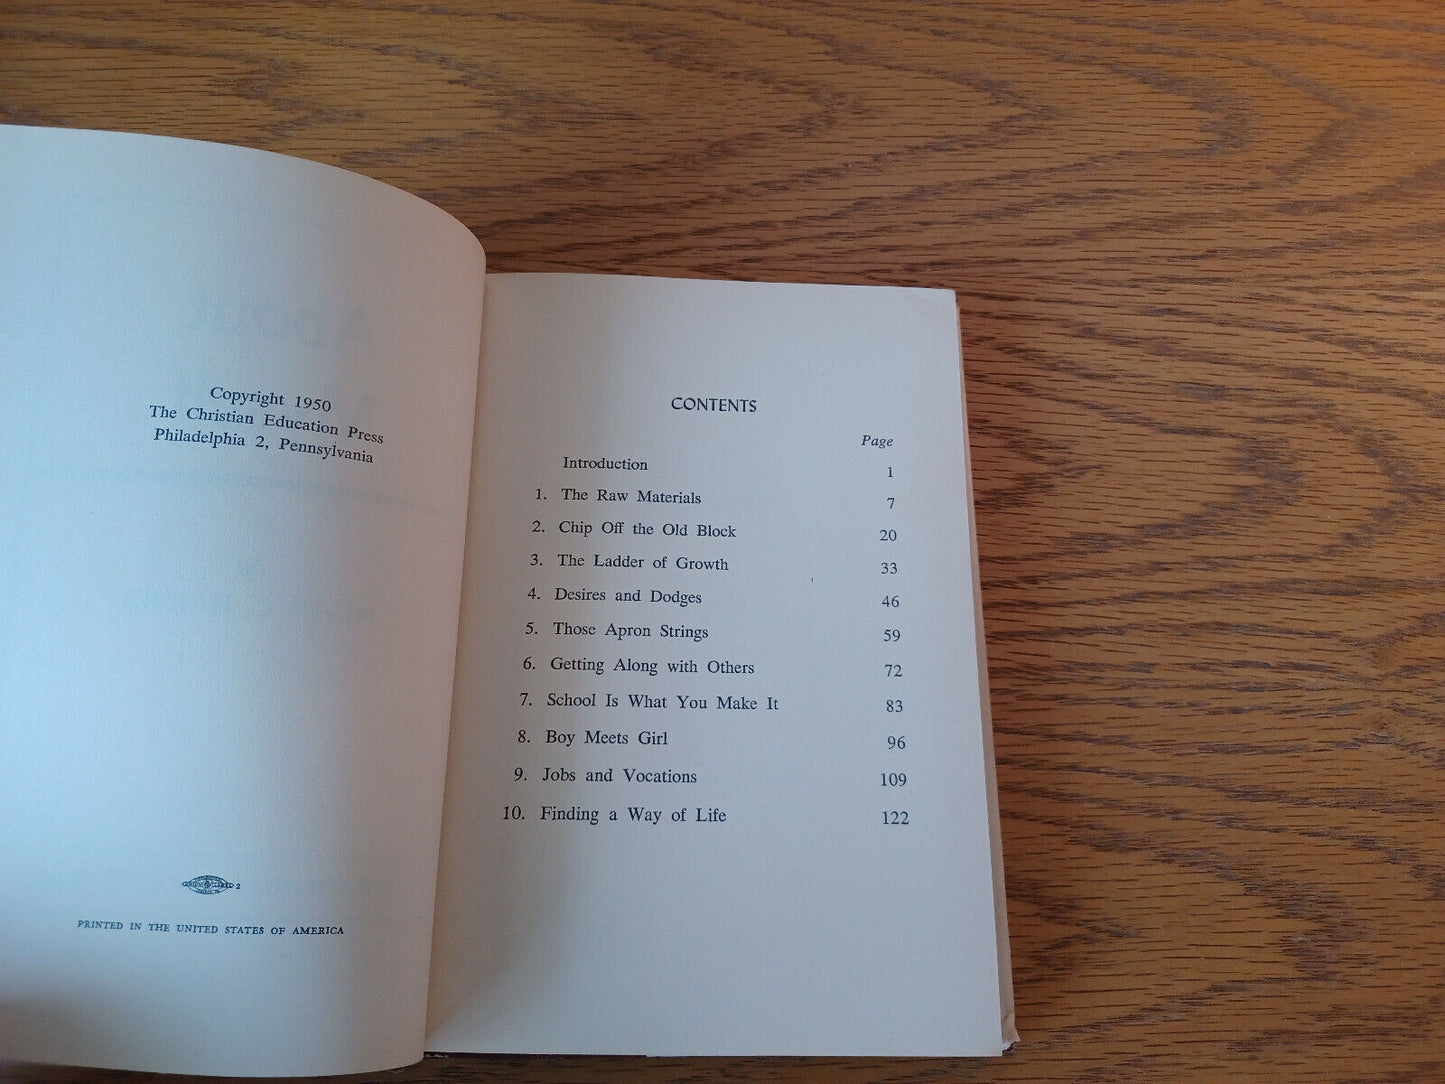 Copyright 1950
The Christian Education Press
Philadelphia 2, Pennsylvania
2
PRINTED IN THE UNITED STATES OF AMERICA
CONTENTS
Page
Introduction 1
1. The Raw Materials 7
2. Chip Off the Old Block 20
3. The Ladder of Growth 33
4. Desires and Dodges 46
5. Those Apron Strings 59
6. Getting Along with Others 72
7. School Is What You Make It 83
8. Boy Meets Girl 96
9. Jobs and Vocations 109
10. Finding a Way of Life 122